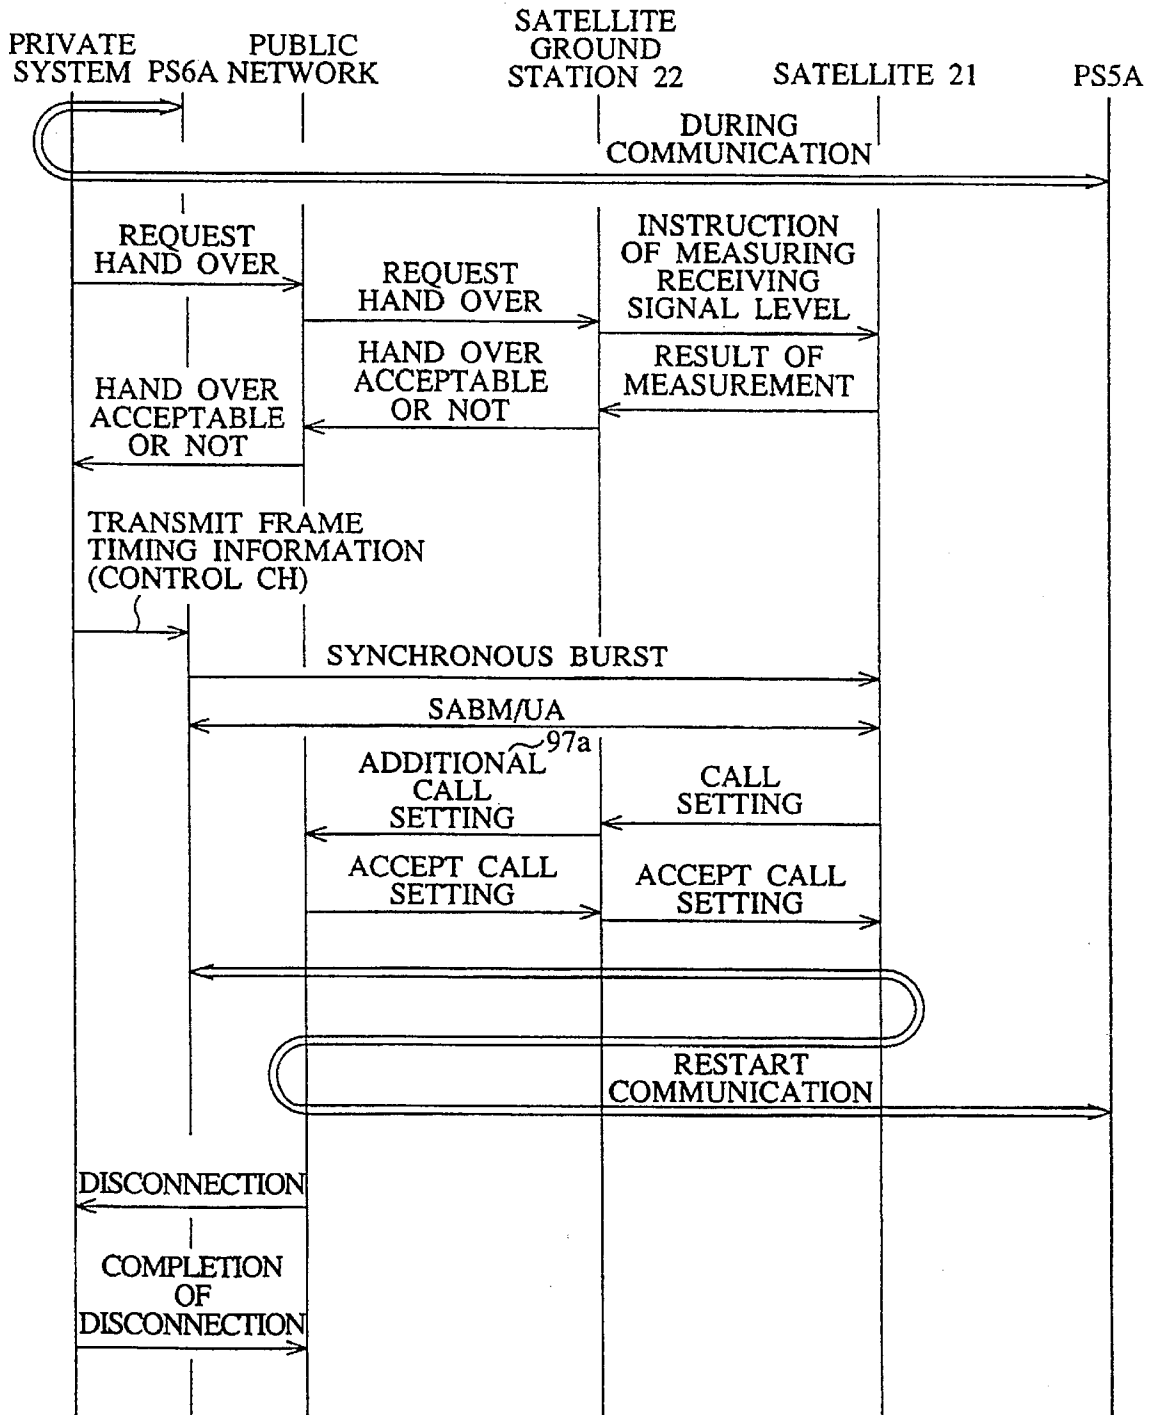 PRIVATE
SYSTEM
PS6A
PUBLIC
NETWORK
SATELLITE
GROUND
STATION 22
SATELLITE 21
PS5A
DURING
COMMUNICATION
REQUEST
HAND OVER
REQUEST
HAND OVER
INSTRUCTION
OF MEASURING
RECEIVING
SIGNAL LEVEL
RESULT OF
MEASUREMENT
HAND OVER
ACCEPTABLE
OR NOT
HAND OVER
ACCEPTABLE
OR NOT
TRANSMIT FRAME
TIMING INFORMATION
(CONTROL CH)
SYNCHRONOUS BURST
SABM/UA
97a
ADDITIONAL
CALL
SETTING
CALL
SETTING
ACCEPT CALL
SETTING
ACCEPT CALL
SETTING
RESTART
COMMUNICATION
DISCONNECTION
COMPLETION
OF
DISCONNECTION